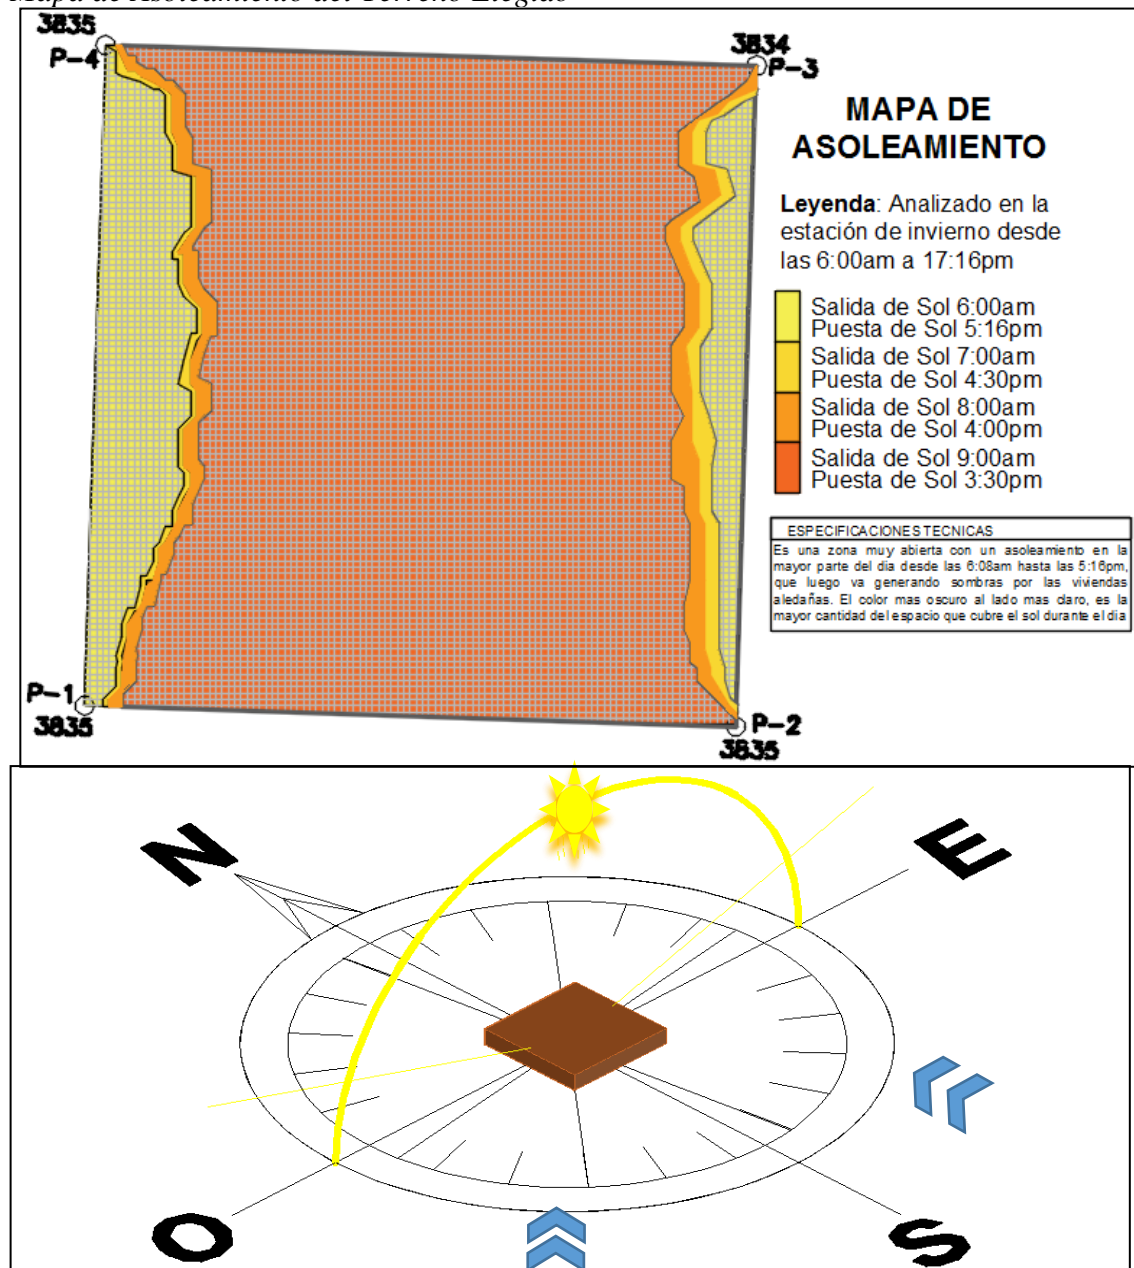 Mapa de Asoleamiento del Terreno Elegido
3835
P-4
3834
P-3
MAPA DE
ASOLEAMIENTO
Leyenda: Analizado en la
estación de invierno desde
las 6:00am a 17:16pm
Salida de Sol 6:00am
Puesta de Sol 5:16pm
Salida de Sol 7:00am
Puesta de Sol 4:30pm
Salida de Sol 8:00am
Puesta de Sol 4:00pm
Salida de Sol 9:00am
Puesta de Sol 3:30pm
ESPECIFICACIONES TECNICAS
Es una zona muy abierta con un asoleamiento en la
mayor parte del dia desde las 6:08am hasta las 5:16pm,
que luego va generando sombras por las viviendas
aledañas. El color mas oscuro al lado mas claro, es la
mayor cantidad del espacio que cubre el sol durante el dia
P-1
3835
P-2
3835
N
E
O
S